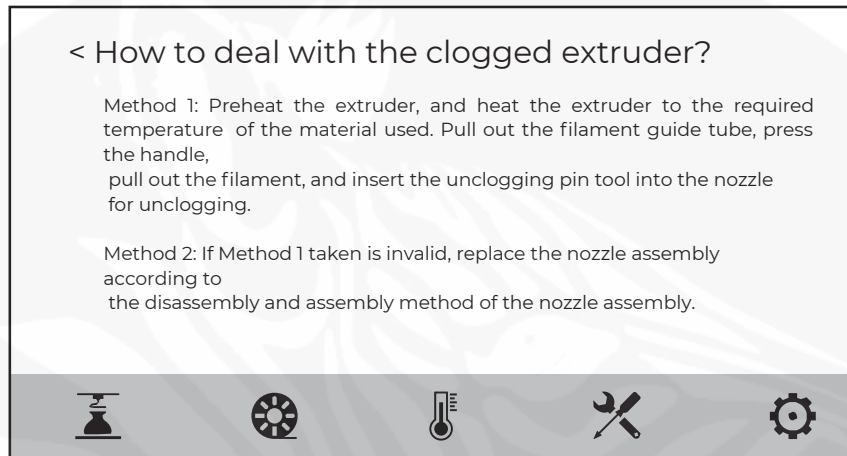 < How to deal with the clogged extruder?
Method 1: Preheat the extruder, and heat the extruder to the required
temperature of the material used. Pull out the filament guide tube, press
the handle,
pull out the filament, and insert the unclogging pin tool into the nozzle
for unclogging.
Method 2: If Method 1 taken is invalid, replace the nozzle assembly
according to
the disassembly and assembly method of the nozzle assembly.